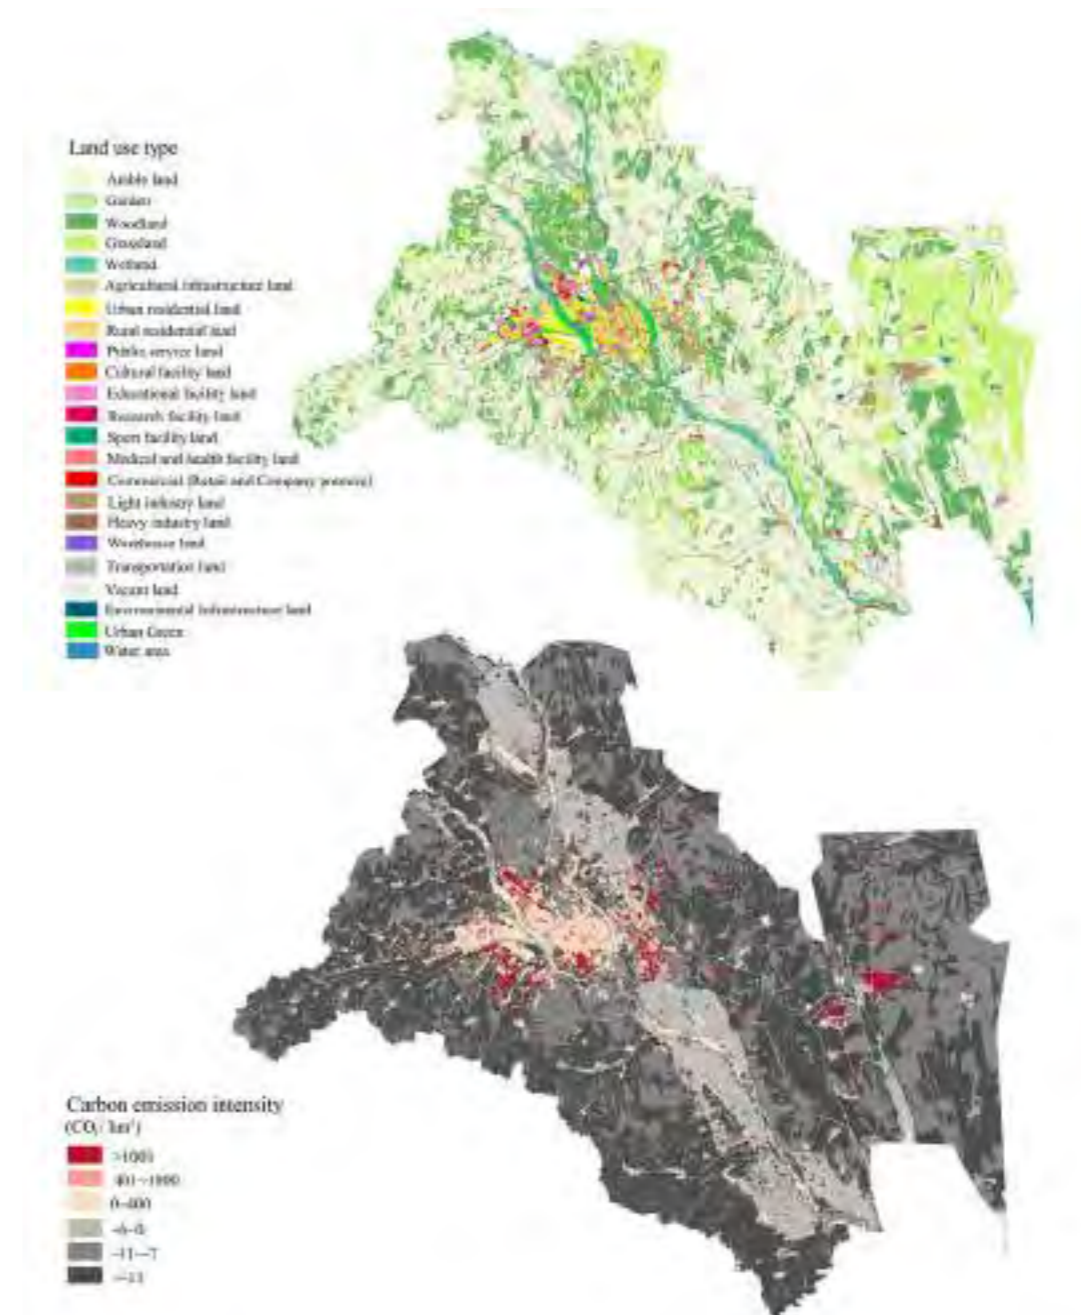 Land use type
Arable land
Garden
Woodland
Grassland
Wetland
Agricultural infrastructure land
Urban residential land
Rural residential land
Public service land
Cultural facility land
Educational facility land
Research facility land
Sport facility land
Medical and health facility land
Commercial (Retail and Company premise)
Light industry land
Heavy industry land
Warehouse land
Transportation land
Vacant land
Environmental Infrastructure land
Urban Green
Water area
Carbon emission intensity
(CO₂/ hm²)
401~1000
0~400